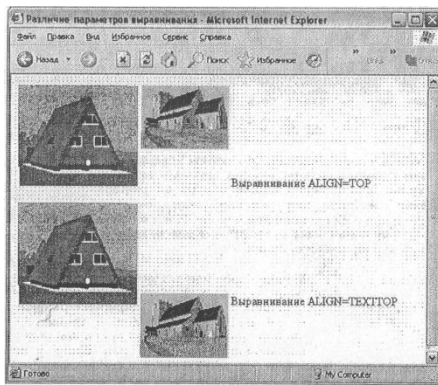 Различие параметров выравнивания - Microsoft Internet Explorer
Файл Правка Вид Избранное Сервис Справка
Назад Поиск Избранное
Выравнивание ALIGN=TOP
Выравнивание ALIGN=TEXTTOP
Готово My Computer